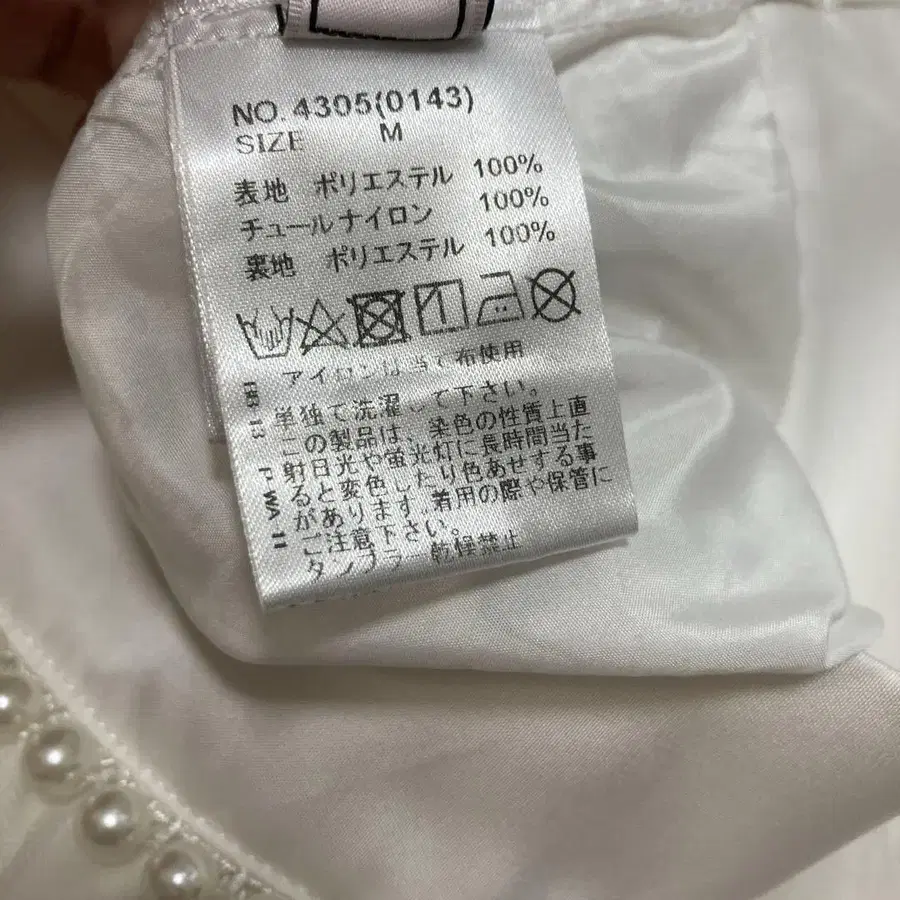 NO. 4305(0143)
SIZE M
表地 ポリエステル 100%
チュールナイロン 100%
裏地 ポリエステル 100%
アイロンは当て布使用
単独で洗濯して下さい。
この製品は、染色の性質上直
射日光や蛍光灯に長時間当た
ると変色したり色あせする事
があります。着用の際や保管に
ご注意下さい。
タンブラー乾燥禁止